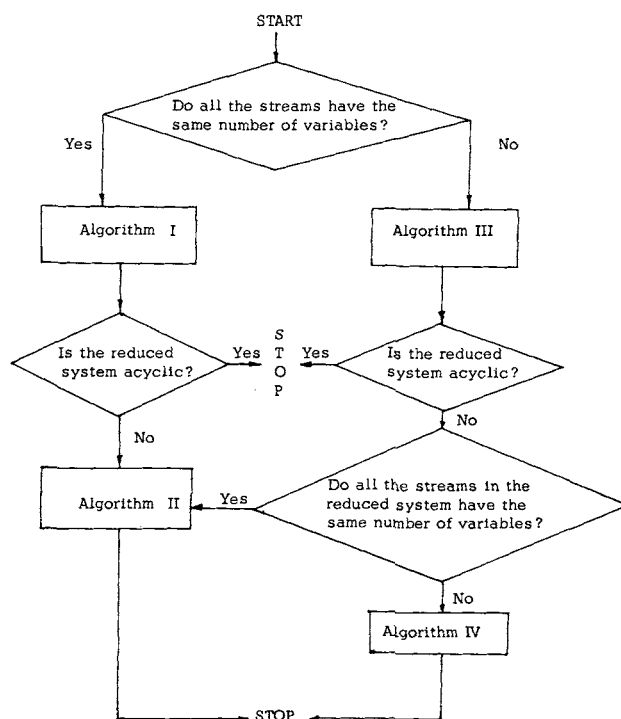 START
Do all the streams have the
same number of variables?
Yes
No
Algorithm I
Algorithm III
Is the reduced
system acyclic?
Yes
S
T
O
P
Yes
Is the reduced
system acyclic?
No
No
Algorithm II
Yes
Do all the streams in the
reduced system have the
same number of variables?
No
Algorithm IV
STOP